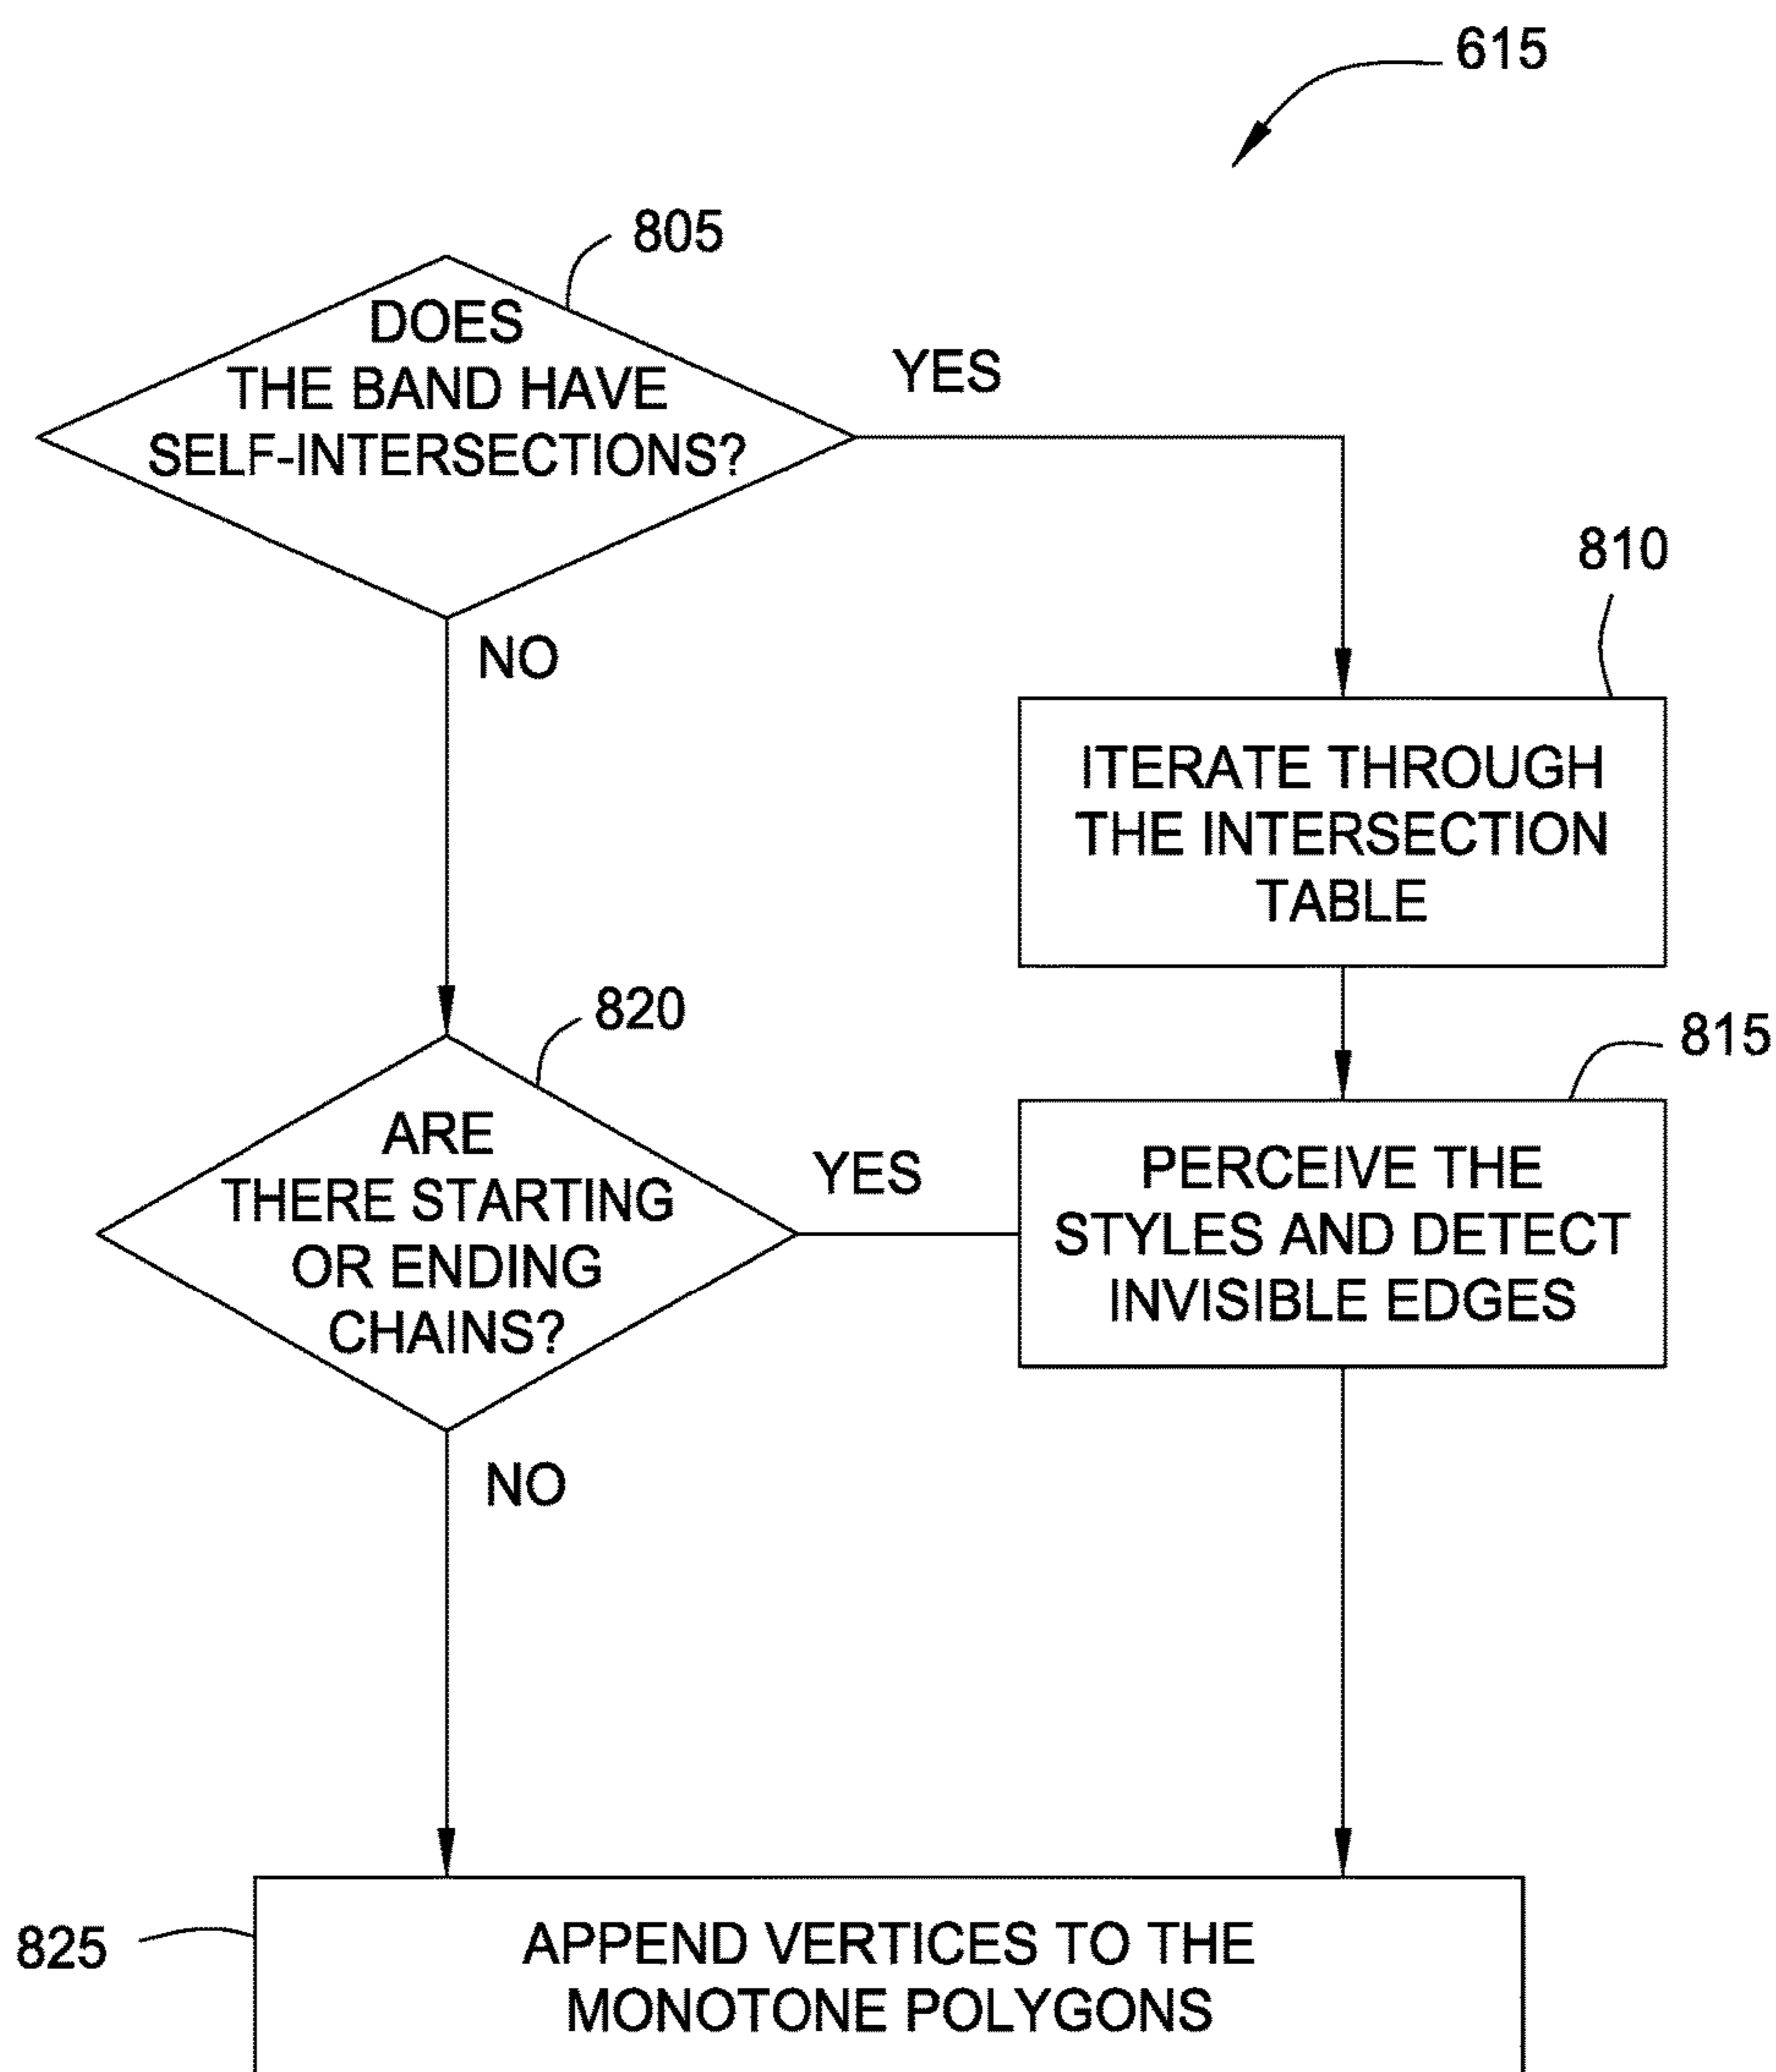 615
805
DOES
THE BAND HAVE
SELF-INTERSECTIONS?
YES
NO
810
ITERATE THROUGH
THE INTERSECTION
TABLE
820
ARE
THERE STARTING
OR ENDING
CHAINS?
YES
NO
815
PERCEIVE THE
STYLES AND DETECT
INVISIBLE EDGES
825
APPEND VERTICES TO THE
MONOTONE POLYGONS